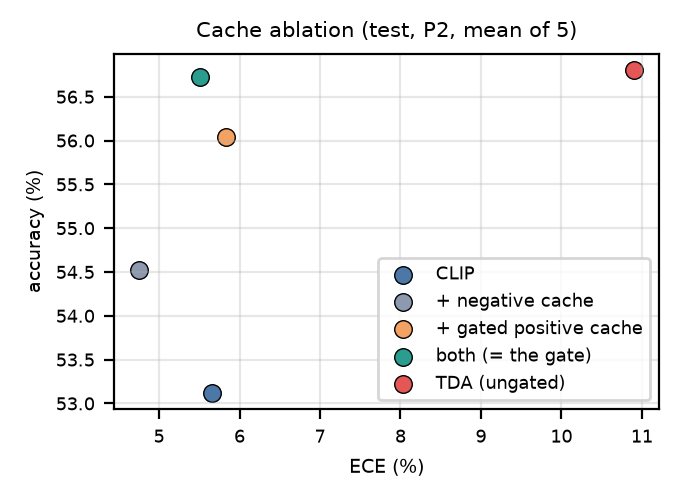 Cache ablation (test, P2, mean of 5)
accuracy (%)
56.5
56.0
55.5
55.0
54.5
54.0
53.5
53.0
CLIP
+ negative cache
+ gated positive cache
both (= the gate)
TDA (ungated)
5 6 7 8 9 10 11
ECE (%)